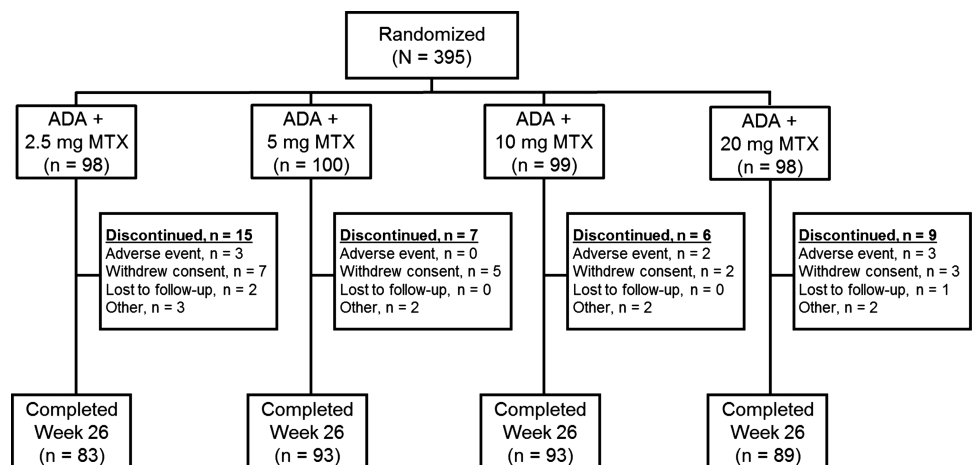 Randomized
(N = 395)
ADA +
2.5 mg MTX
(n = 98)
ADA +
5 mg MTX
(n = 100)
ADA +
10 mg MTX
(n = 99)
ADA +
20 mg MTX
(n = 98)
Discontinued, n = 15
Adverse event, n = 3
Withdrew consent, n = 7
Lost to follow-up, n = 2
Other, n = 3
Discontinued, n = 7
Adverse event, n = 0
Withdrew consent, n = 5
Lost to follow-up, n = 0
Other, n = 2
Discontinued, n = 6
Adverse event, n = 2
Withdrew consent, n = 2
Lost to follow-up, n = 0
Other, n = 2
Discontinued, n = 9
Adverse event, n = 3
Withdrew consent, n = 3
Lost to follow-up, n = 1
Other, n = 2
Completed
Week 26
(n = 83)
Completed
Week 26
(n = 93)
Completed
Week 26
(n = 93)
Completed
Week 26
(n = 89)